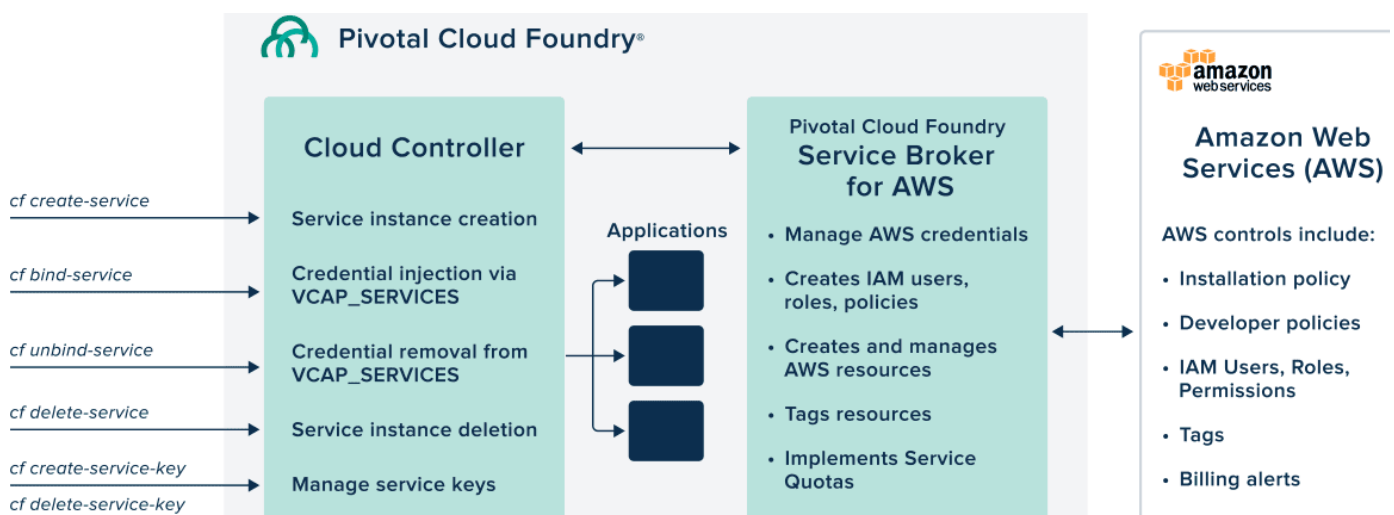 Pivotal Cloud Foundry®
amazon
webservices
Cloud Controller
Pivotal Cloud Foundry
Service Broker
for AWS
Amazon Web
Services (AWS)
cf create-service
Service instance creation
cf bind-service
Credential injection via
VCAP_SERVICES
cf unbind-service
Credential removal from
VCAP_SERVICES
cf delete-service
Service instance deletion
cf create-service-key
Manage service keys
cf delete-service-key
Applications
• Manage AWS credentials
• Creates IAM users,
roles, policies
• Creates and manages
AWS resources
• Tags resources
• Implements Service
Quotas
AWS controls include:
• Installation policy
• Developer policies
• IAM Users, Roles,
Permissions
• Tags
• Billing alerts